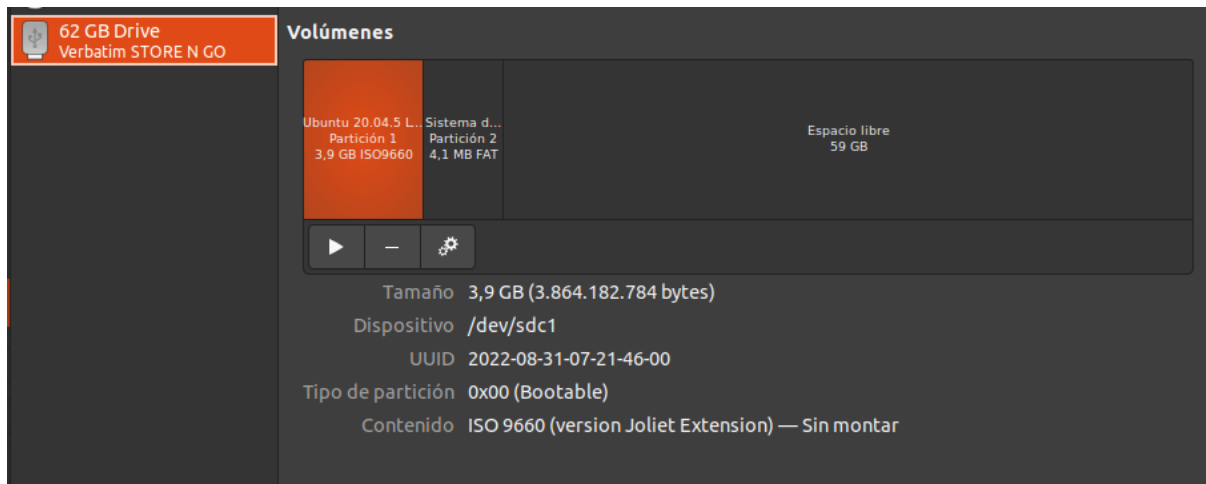 62 GB Drive
Verbatim STORE N GO
Volúmenes
Ubuntu 20.04.5 L...
Partición 1
3,9 GB ISO9660
Sistema d...
Partición 2
4,1 MB FAT
Espacio libre
59 GB
Tamaño 3,9 GB (3.864.182.784 bytes)
Dispositivo /dev/sdc1
UUID 2022-08-31-07-21-46-00
Tipo de partición 0x00 (Bootable)
Contenido ISO 9660 (version Joliet Extension) — Sin montar